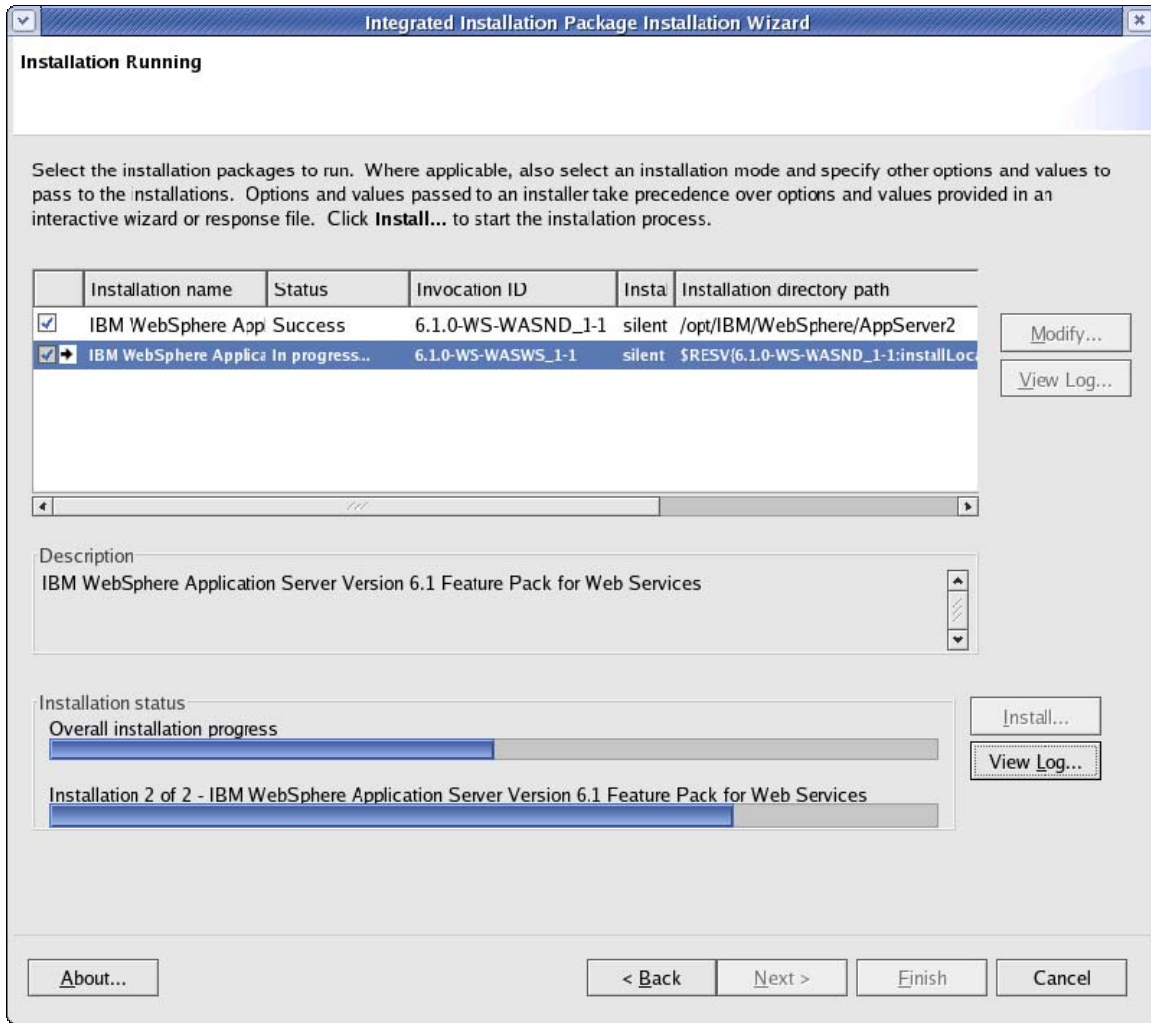 Integrated Installation Package Installation Wizard
Installation Running
Select the installation packages to run. Where applicable, also select an installation mode and specify other options and values to
pass to the installations. Options and values passed to an installer take precedence over options and values provided in an
interactive wizard or response file. Click Install... to start the installation process.
Installation name Status Invocation ID Instal Installation directory path
IBM WebSphere Appl Success 6.1.0-WS-WASND_1-1 silent /opt/IBM/WebSphere/AppServer2
IBM WebSphere Applica In progress... 6.1.0-WS-WASWS_1-1 silent $RESV{6.1.0-WS-WASND_1-1:installLoca
Modify...
View Log...
Description
IBM WebSphere Application Server Version 6.1 Feature Pack for Web Services
Installation status
Overall installation progress
Install...
View Log...
Installation 2 of 2 - IBM WebSphere Application Server Version 6.1 Feature Pack for Web Services
About... < Back Next > Finish Cancel